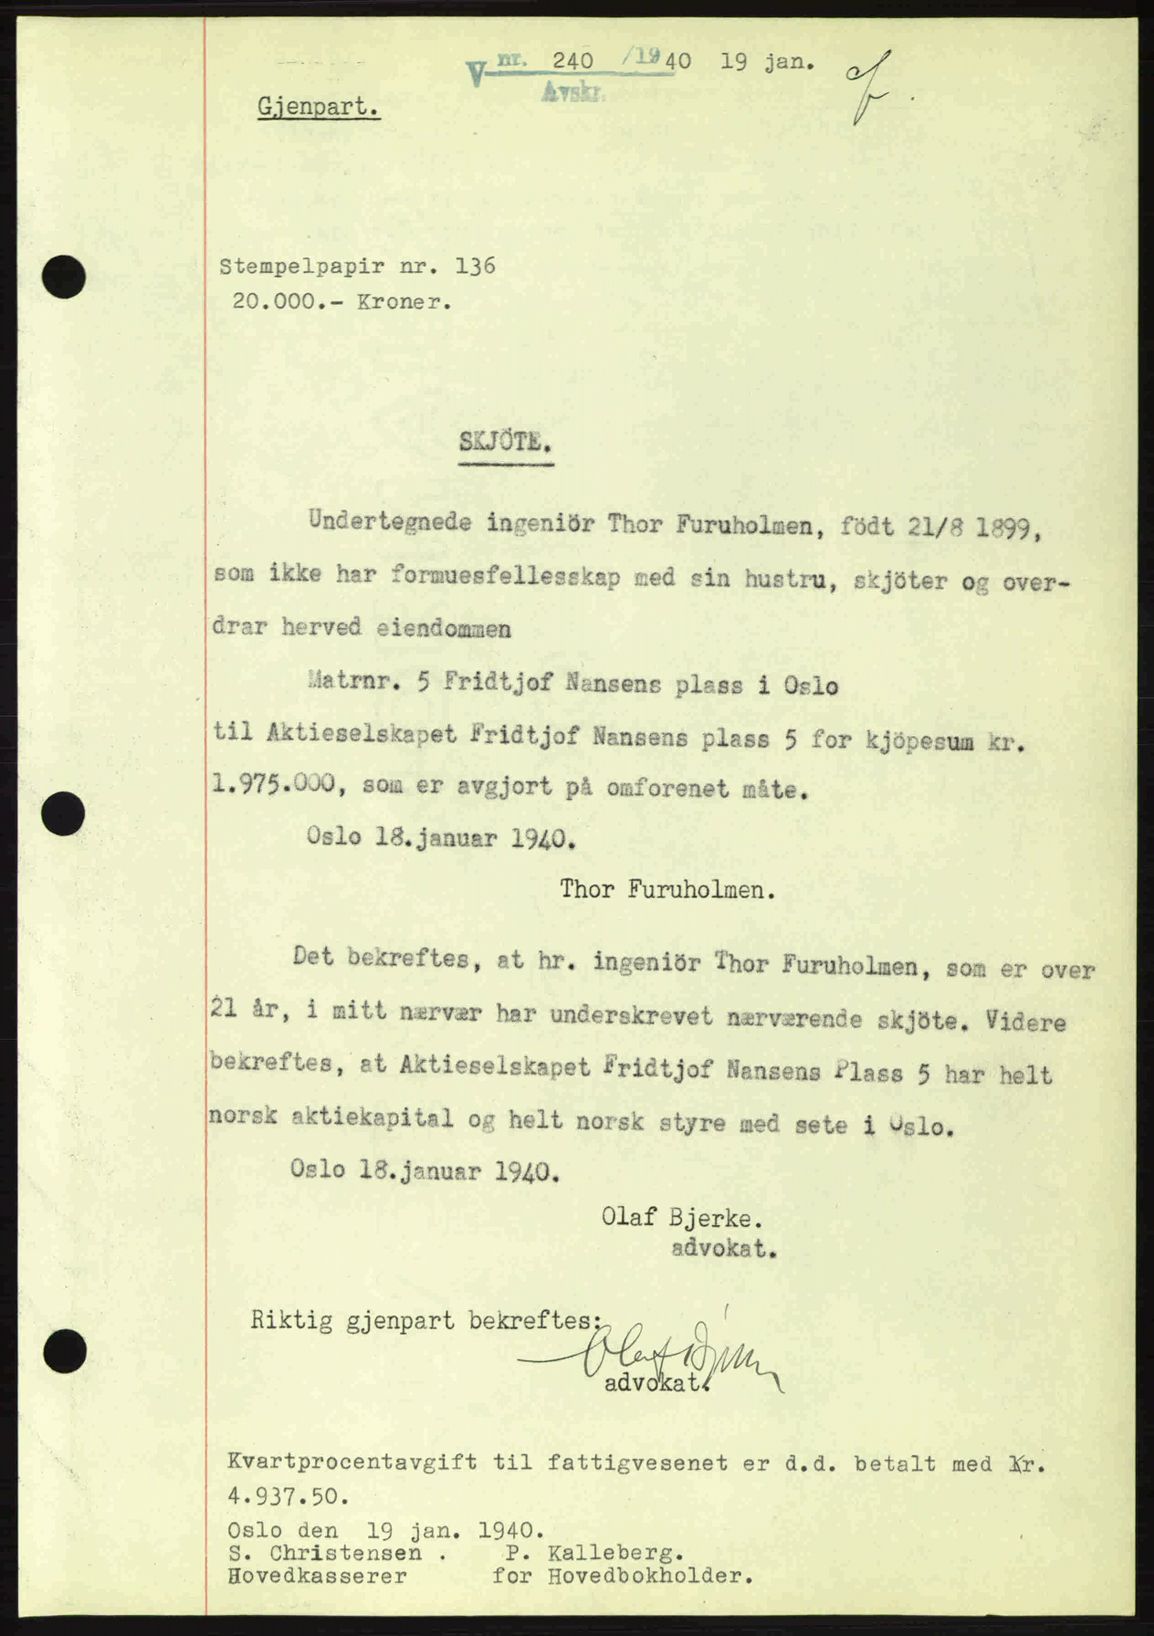 V nr. 240 /1940 19 jan.
Avskr.
Gjenpart.
Stempelpapir nr. 136
20.000.- Kroner.
SKJÖTE.
Undertegnede ingeniör Thor Furuholmen, födt 21/8 1899,
som ikke har formuesfellesskap med sin hustru, skjöter og over-
drar herved eiendommen
Matrnr. 5 Fridtjof Nansens plass i Oslo
til Aktieselskapet Fridtjof Nansens plass 5 for kjöpesum kr.
1.975.000, som er avgjort på omforenet måte.
Oslo 18.januar 1940.
Thor Furuholmen.
Det bekreftes, at hr. ingeniör Thor Furuholmen, som er over
21 år, i mitt nærvær har underskrevet nærværende skjöte. Videre
bekreftes, at Aktieselskapet Fridtjof Nansens Plass 5 har helt
norsk aktiekapital og helt norsk styre med sete i Oslo.
Oslo 18.januar 1940.
Olaf Bjerke.
advokat.
Riktig gjenpart bekreftes:
Olaf Bjerke
advokat.
Kvartprocentavgift til fattigvesenet er d.d. betalt med Kr.
4.937.50.
Oslo den 19 jan. 1940.
S. Christensen . P. Kalleberg.
Hovedkasserer for Hovedbokholder.